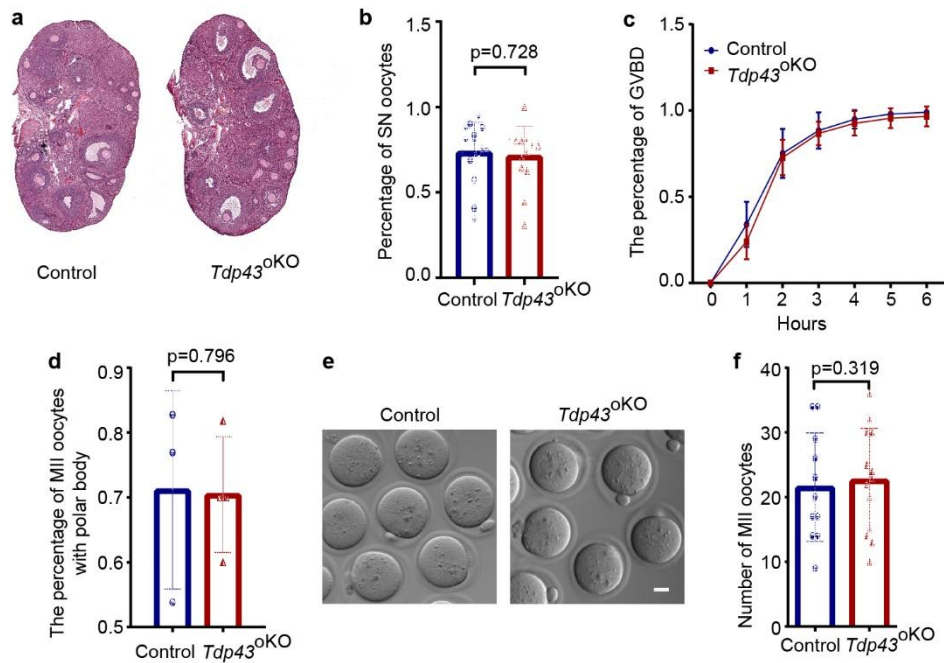 a
Control
Tdp43oKO
b
p=0.728
Percentage of SN oocytes
1.5
1.0
0.5
0.0
Control Tdp43oKO
c
Control
Tdp43oKO
The percentage of GVBD
1.5
1.0
0.5
0.0
0 1 2 3 4 5 6
Hours
d
p=0.796
The percentage of MII oocytes
with polar body
0.9
0.8
0.7
0.6
0.5
Control Tdp43oKO
e
Control
Tdp43oKO
f
p=0.319
Number of MII oocytes
40
30
20
10
0
Control Tdp43oKO